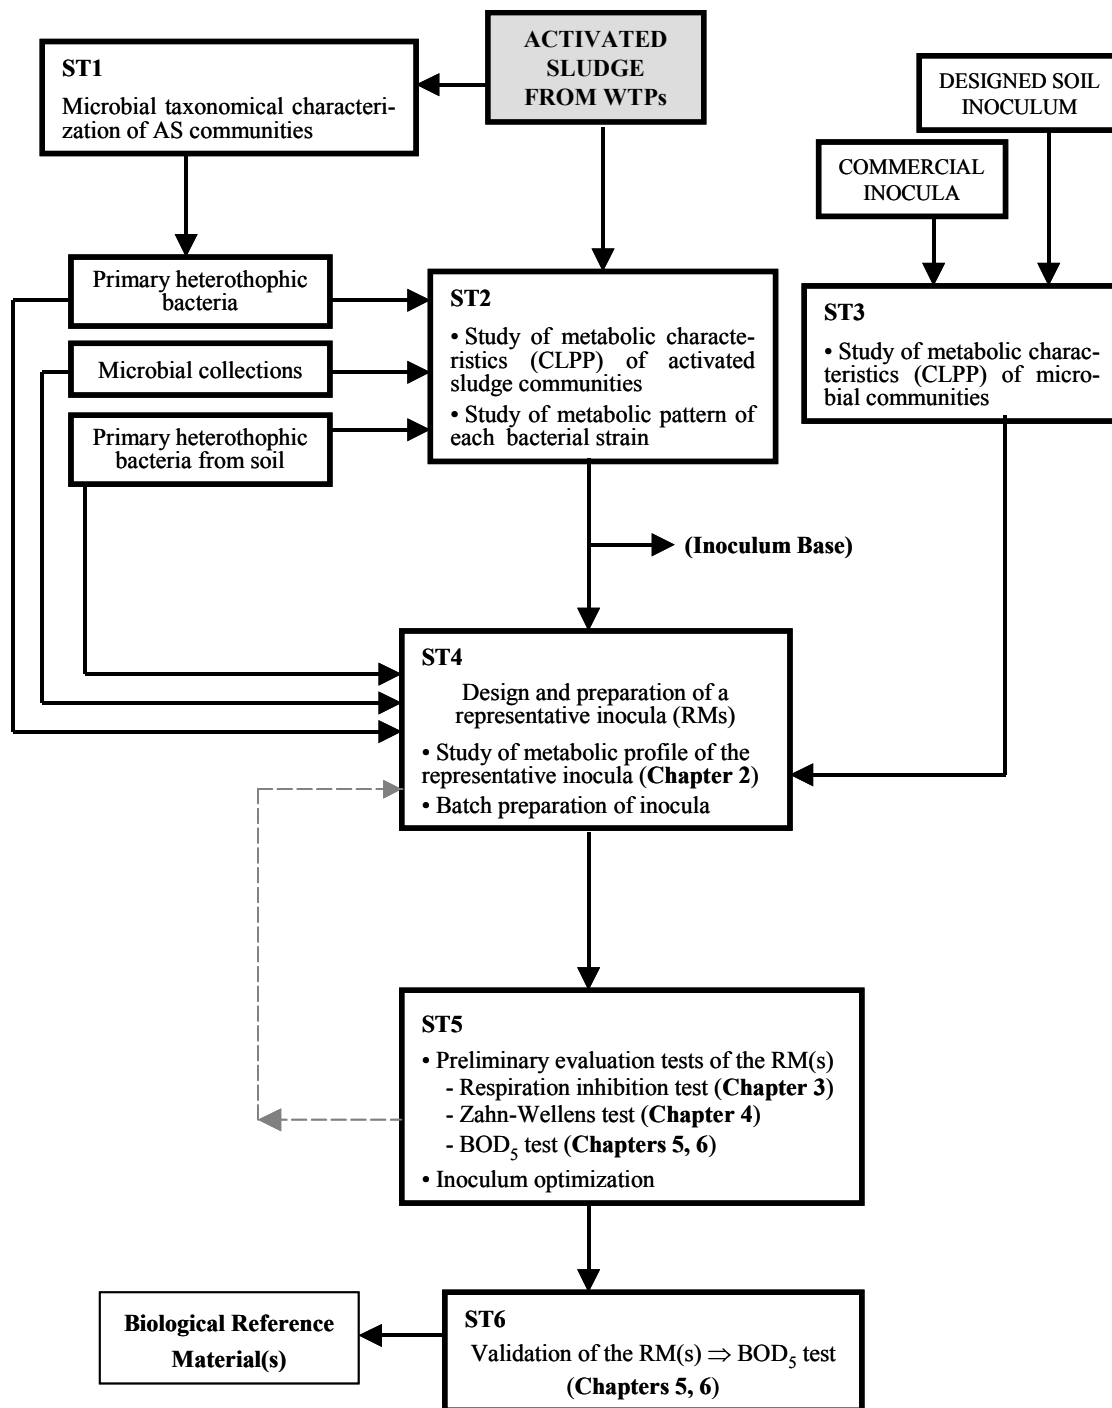 ACTIVATED
SLUDGE
FROM WTPs
ST1
Microbial taxonomical characteri-
zation of AS communities
DESIGNED SOIL
INOCULUM
COMMERCIAL
INOCULA
Primary heterothophic
bacteria
Microbial collections
Primary heterothophic
bacteria from soil
ST2
• Study of metabolic characte-
ristics (CLPP) of activated
sludge communities
• Study of metabolic pattern of
each bacterial strain
ST3
• Study of metabolic charac-
teristics (CLPP) of micro-
bial communities
(Inoculum Base)
ST4
Design and preparation of a
representative inocula (RMs)
• Study of metabolic profile of the
representative inocula (Chapter 2)
• Batch preparation of inocula
ST5
• Preliminary evaluation tests of the RM(s)
- Respiration inhibition test (Chapter 3)
- Zahn-Wellens test (Chapter 4)
- BOD₅ test (Chapters 5, 6)
• Inoculum optimization
ST6
Validation of the RM(s) ⇒ BOD₅ test
(Chapters 5, 6)
Biological Reference
Material(s)